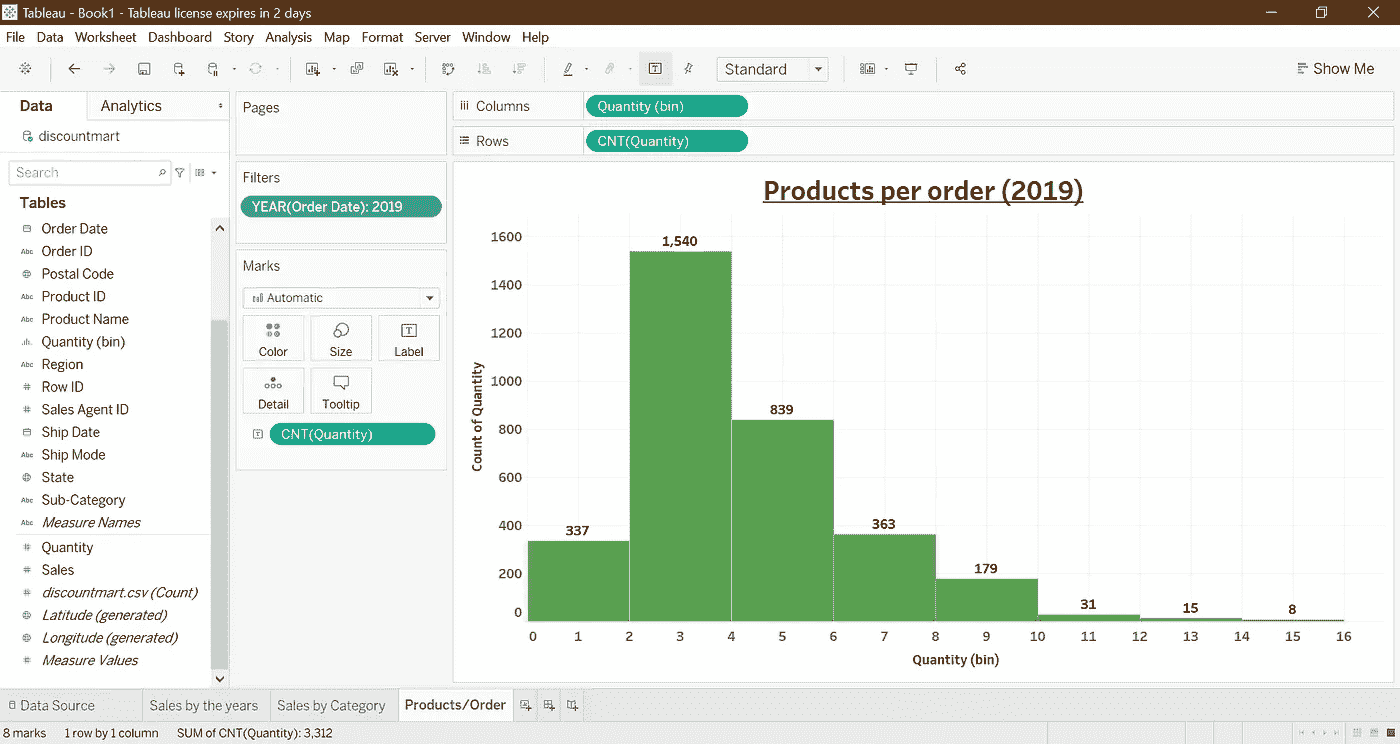 Tableau - Book1 - Tableau license expires in 2 days
File Data Worksheet Dashboard Story Analysis Map Format Server Window Help
Standard
Show Me
Data Analytics
discountmart
Search
Tables
Order Date
Abc Order ID
Postal Code
Abc Product ID
Abc Product Name
Quantity (bin)
Abc Region
# Row ID
# Sales Agent ID
Ship Date
Abc Ship Mode
State
Abc Sub-Category
Abc Measure Names
# Quantity
# Sales
# discountmart.csv (Count)
Latitude (generated)
Longitude (generated)
# Measure Values
Pages
Filters
YEAR(Order Date): 2019
Marks
Automatic
Color Size Label
Detail Tooltip
CNT(Quantity)
Columns Quantity (bin)
Rows CNT(Quantity)
Products per order (2019)
Count of Quantity
1600
1400
1200
1000
800
600
400
200
0
337
1,540
839
363
179
31
15
8
0 1 2 3 4 5 6 7 8 9 10 11 12 13 14 15 16
Quantity (bin)
Data Source Sales by the years Sales by Category Products/Order
8 marks 1 row by 1 column SUM of CNT(Quantity): 3,312